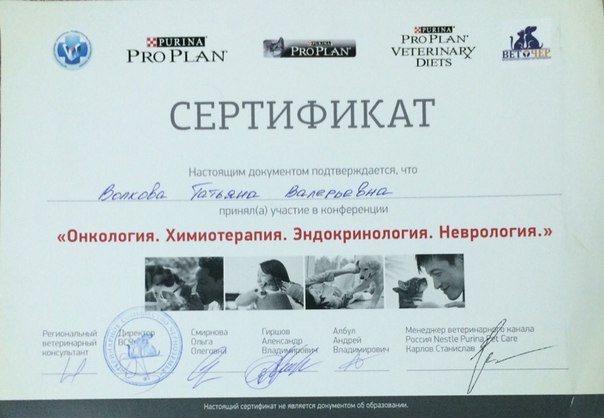 PURINA
PRO PLAN
PURINA
PRO PLAN
PURINA
PRO PLAN
VETERINARY
DIETS
ВЕТ ЧЕР
СЕРТИФИКАТ
Настоящим документом подтверждается, что
Волкова Татьяна Валерьевна
принял(а) участие в конференции
«Онкология. Химиотерапия. Эндокринология. Неврология.»
Региональный
ветеринарный
консультант
Директор
Смирнова
Ольга
Олеговна
Гиршов
Александр
Владимирович
Албул
Андрей
Владимирович
Менеджер ветеринарного канала
Россия Nestle Purina Pet Care
Карлов Станислав
Настоящий сертификат не является документом об образовании.